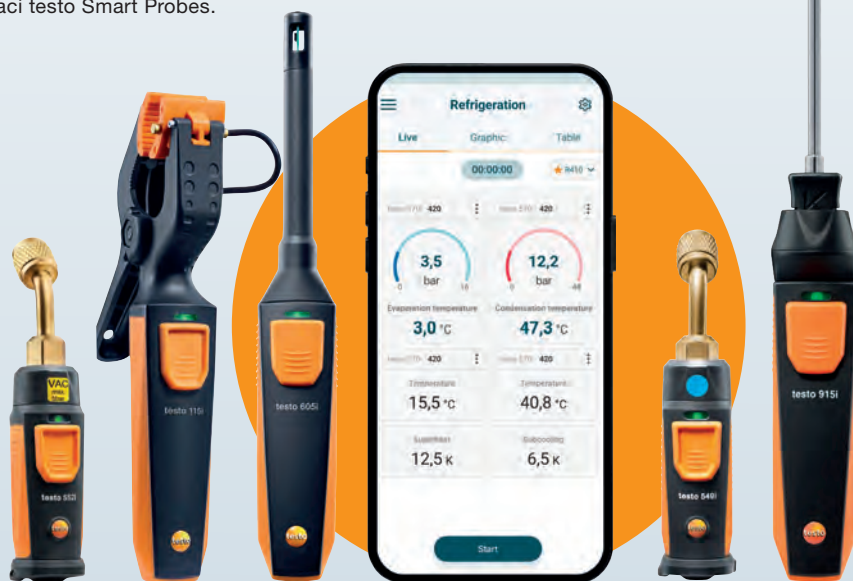 aci testo Smart Probes.
Refrigeration
Live
Graphic
Table
00:00:00
R410
420
420
3,5
bar
0
10
12,2
bar
0
Evaporation temperature
Condensation temperature
3,0 °C
47,3 °C
420
420
Temperature
Temperature
15,5 °C
40,8 °C
Superheat
Subcooling
12,5 K
6,5 K
Start
VAC
testo 552i
testo
testo 115i
testo
testo 605i
testo
testo 549i
testo
testo 915i
testo